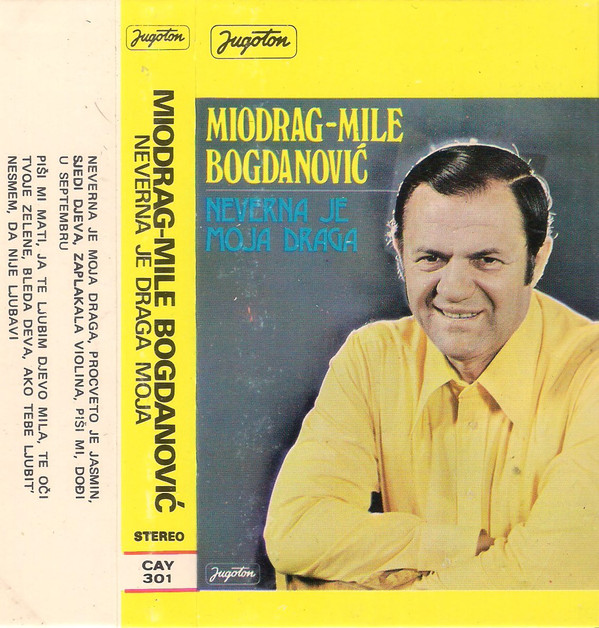 NEVERNA JE MOJA DRAGA, PROCVETO JE JASMIN,
SJEDI DJEVA, ZAPLAKALA VIOLINA, PIŠI MI, DOĐI
U SEPTEMBRU
PIŠI MI MATI, JA TE LJUBIM DJEVO MILA, TE OČI
TVOJE ZELENE, BLEDA DEVA, AKO TEBE LJUBIT'
NESMEM, DA NIJE LJUBAVI
Jugoton
MIODRAG-MILE BOGDANOVIĆ
NEVERNA JE DRAGA MOJA
STEREO
CAY
301
Jugoton
MIODRAG-MILE
BOGDANOVIĆ
NEVERNA JE
MOJA DRAGA
Jugoton